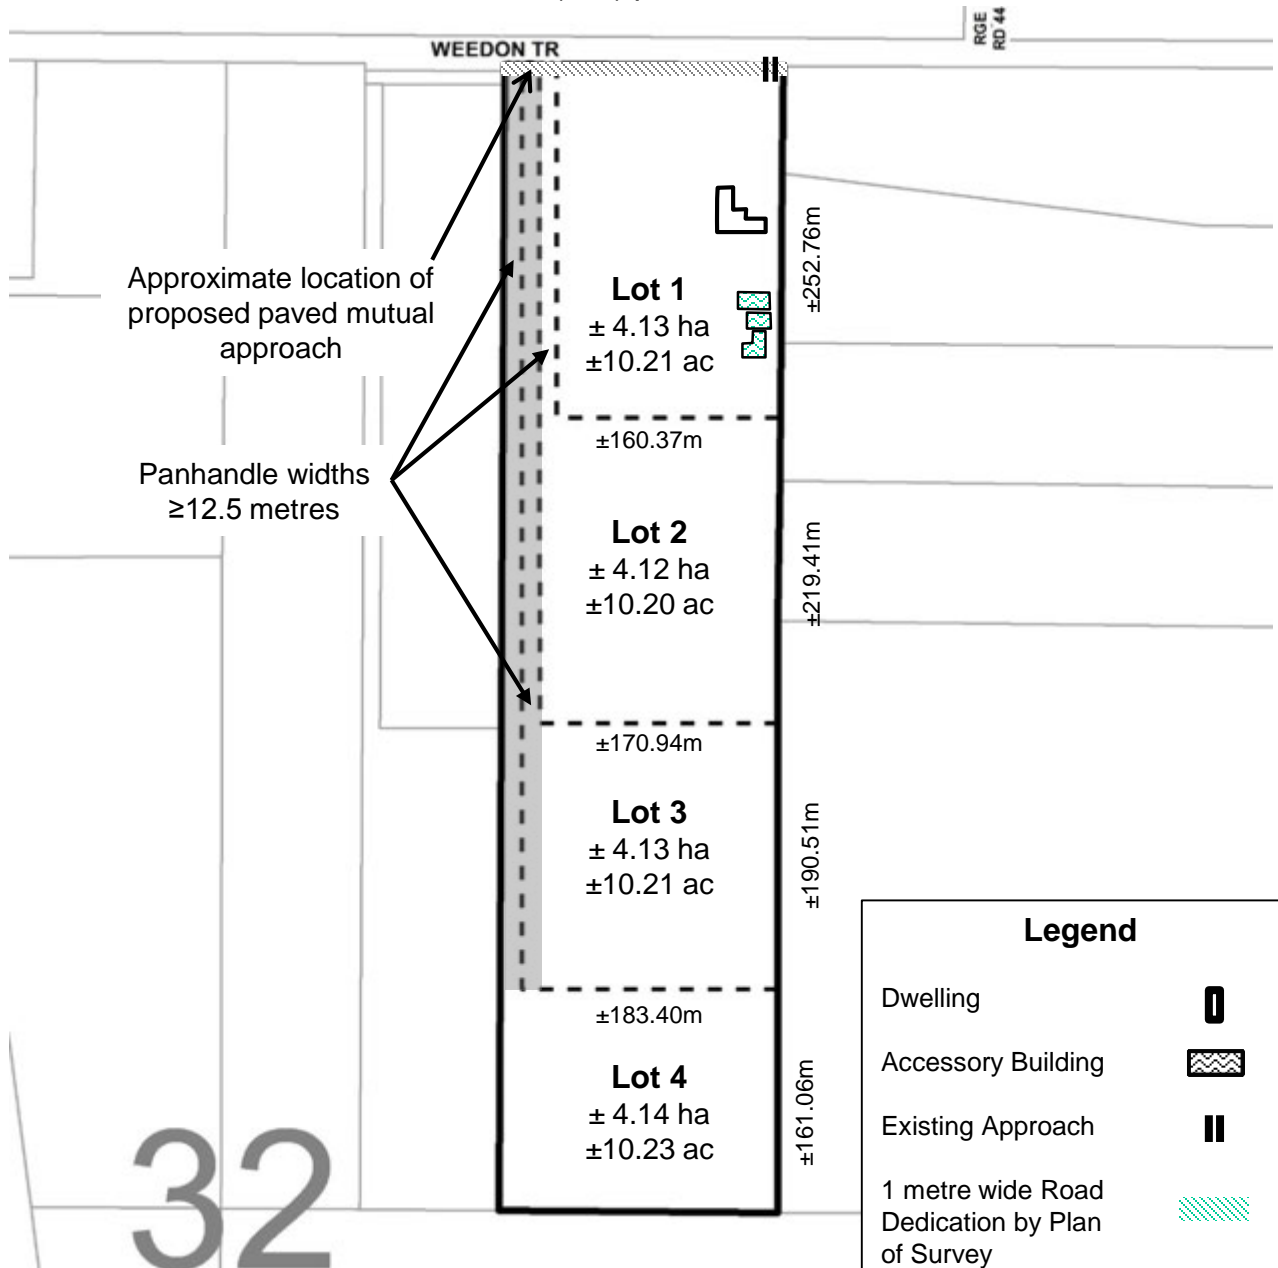 WEEDON TR
RGE
RD 44
Approximate location of
proposed paved mutual
approach
Panhandle widths
≥12.5 metres
Lot 1
± 4.13 ha
±10.21 ac
±252.76m
±160.37m
Lot 2
± 4.12 ha
±10.20 ac
±219.41m
±170.94m
Lot 3
± 4.13 ha
±10.21 ac
±190.51m
±183.40m
Lot 4
± 4.14 ha
±10.23 ac
±161.06m
32
Legend
Dwelling
Accessory Building
Existing Approach
1 metre wide Road
Dedication by Plan
of Survey